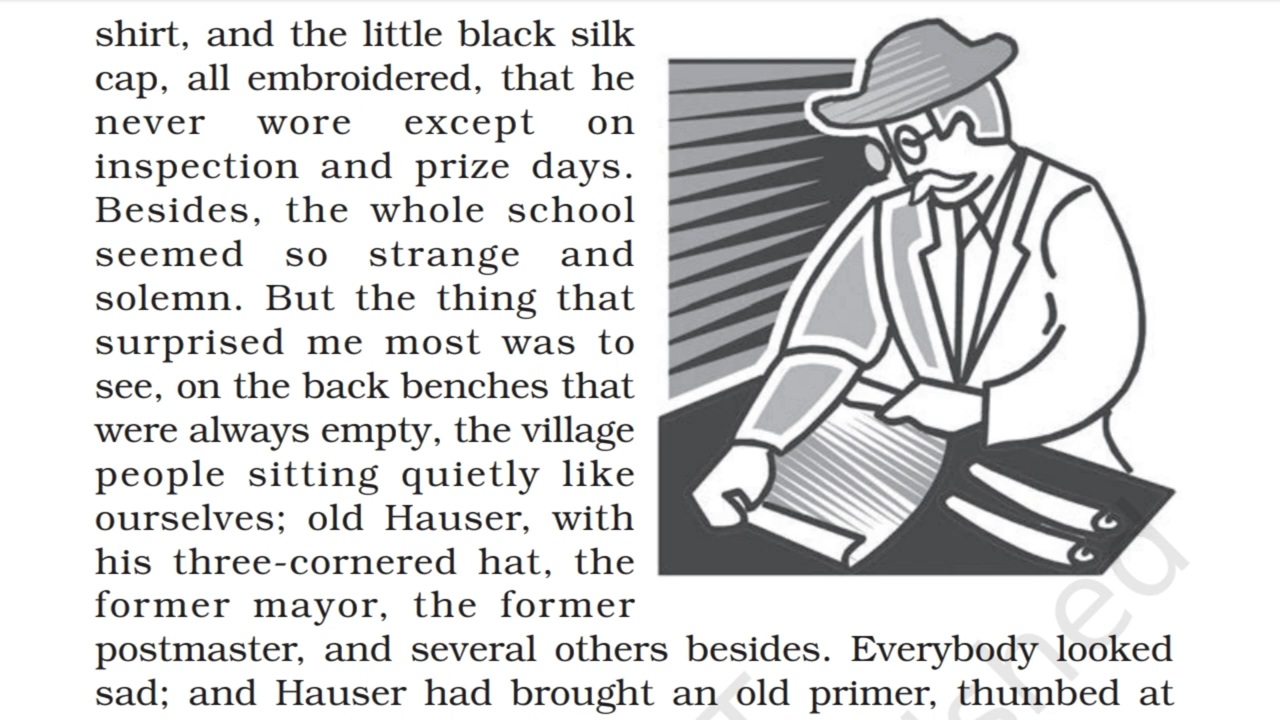 shirt, and the little black silk
cap, all embroidered, that he
never wore except on
inspection and prize days.
Besides, the whole school
seemed so strange and
solemn. But the thing that
surprised me most was to
see, on the back benches that
were always empty, the village
people sitting quietly like
ourselves; old Hauser, with
his three-cornered hat, the
former mayor, the former
postmaster, and several others besides. Everybody looked
sad; and Hauser had brought an old primer, thumbed at